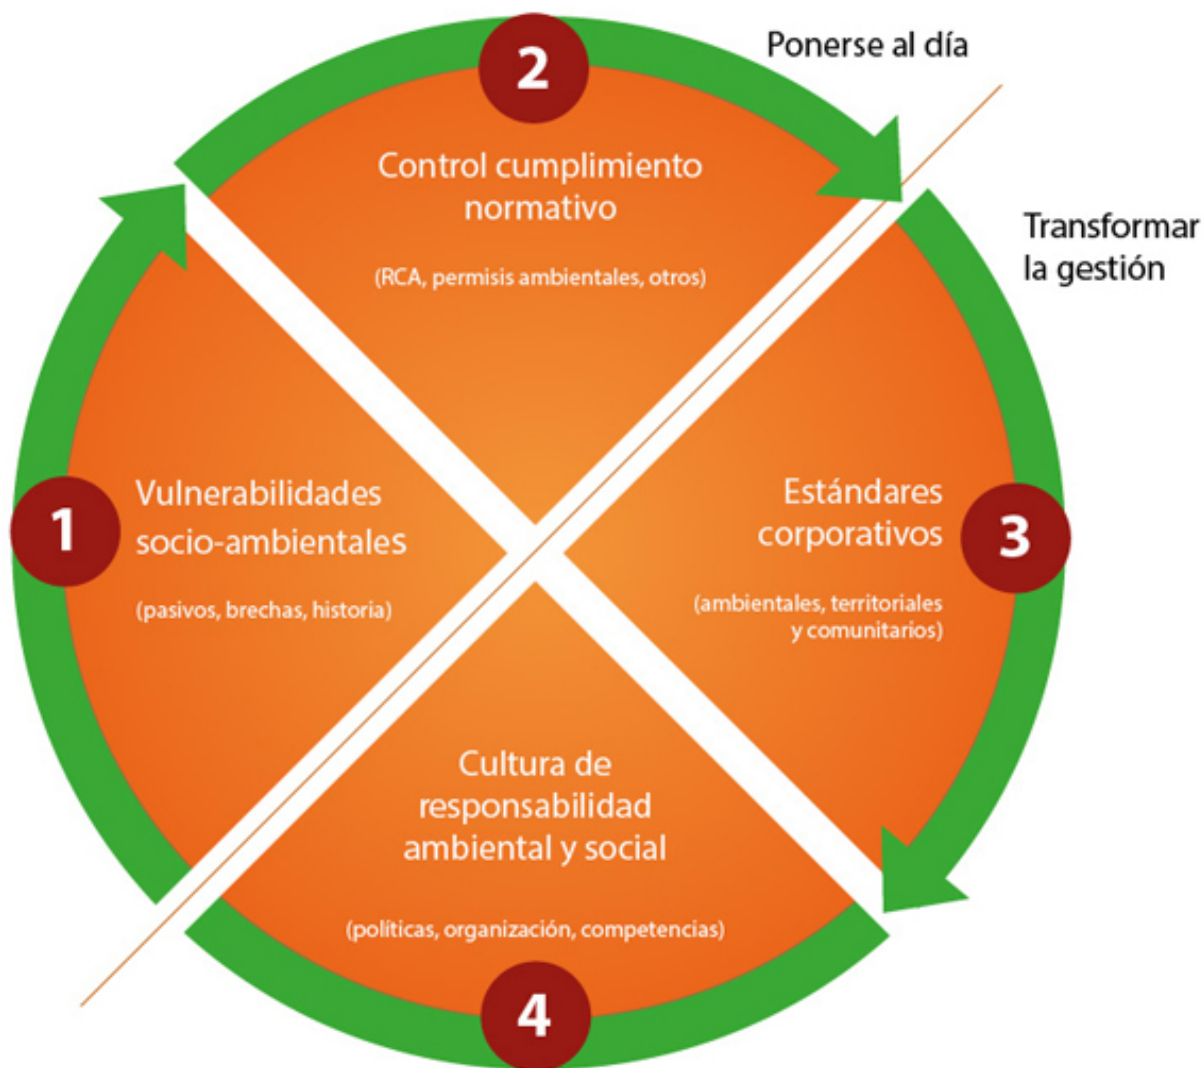 Ponerse al día
Transformar
la gestión
2
Control cumplimiento
normativo
(RCA, permisis ambientales, otros)
1
Vulnerabilidades
socio-ambientales
(pasivos, brechas, historia)
Estándares
corporativos
3
(ambientales, territoriales
y comunitarios)
Cultura de
responsabilidad
ambiental y social
(políticas, organización, competencias)
4